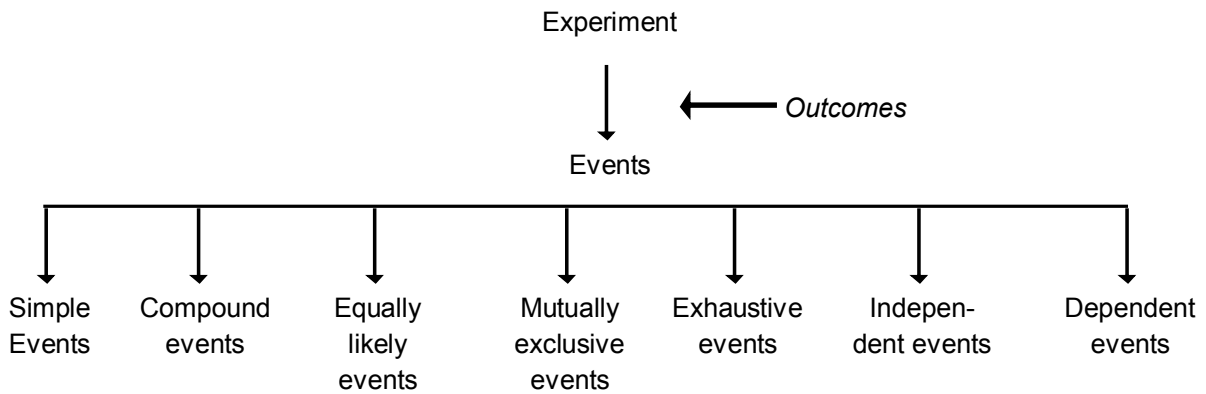 Experiment
Outcomes
Events
Simple
Events
Compound
events
Equally
likely
events
Mutually
exclusive
events
Exhaustive
events
Indepen-
dent events
Dependent
events